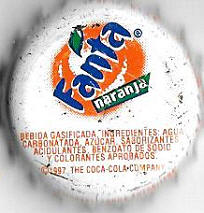 Fanta®
naranja
BEBIDA GASIFICADA. INGREDIENTES: AGUA
CARBONATADA, AZUCAR, SABORIZANTES
ACIDULANTES, BENZOATO DE SODIO
Y COLORANTES APROBADOS.
©1997, THE COCA-COLA COMPANY